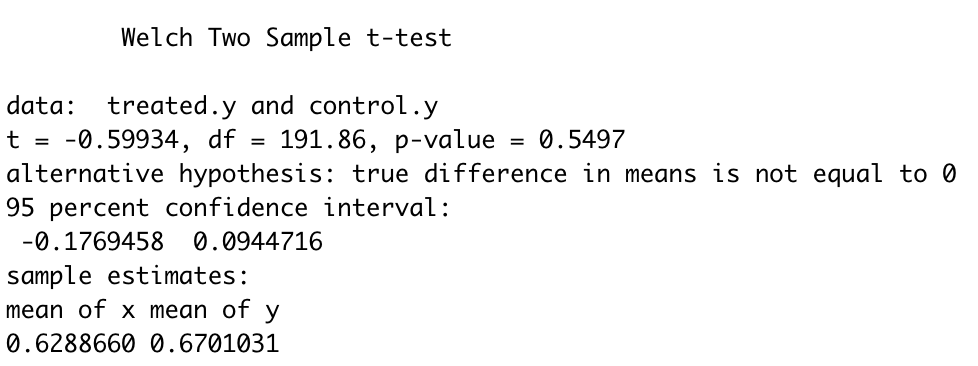 Welch Two Sample t-test
data:  treated.y and control.y
t = -0.59934, df = 191.86, p-value = 0.5497
alternative hypothesis: true difference in means is not equal to 0
95 percent confidence interval:
 -0.1769458  0.0944716
sample estimates:
mean of x mean of y
0.6288660 0.6701031